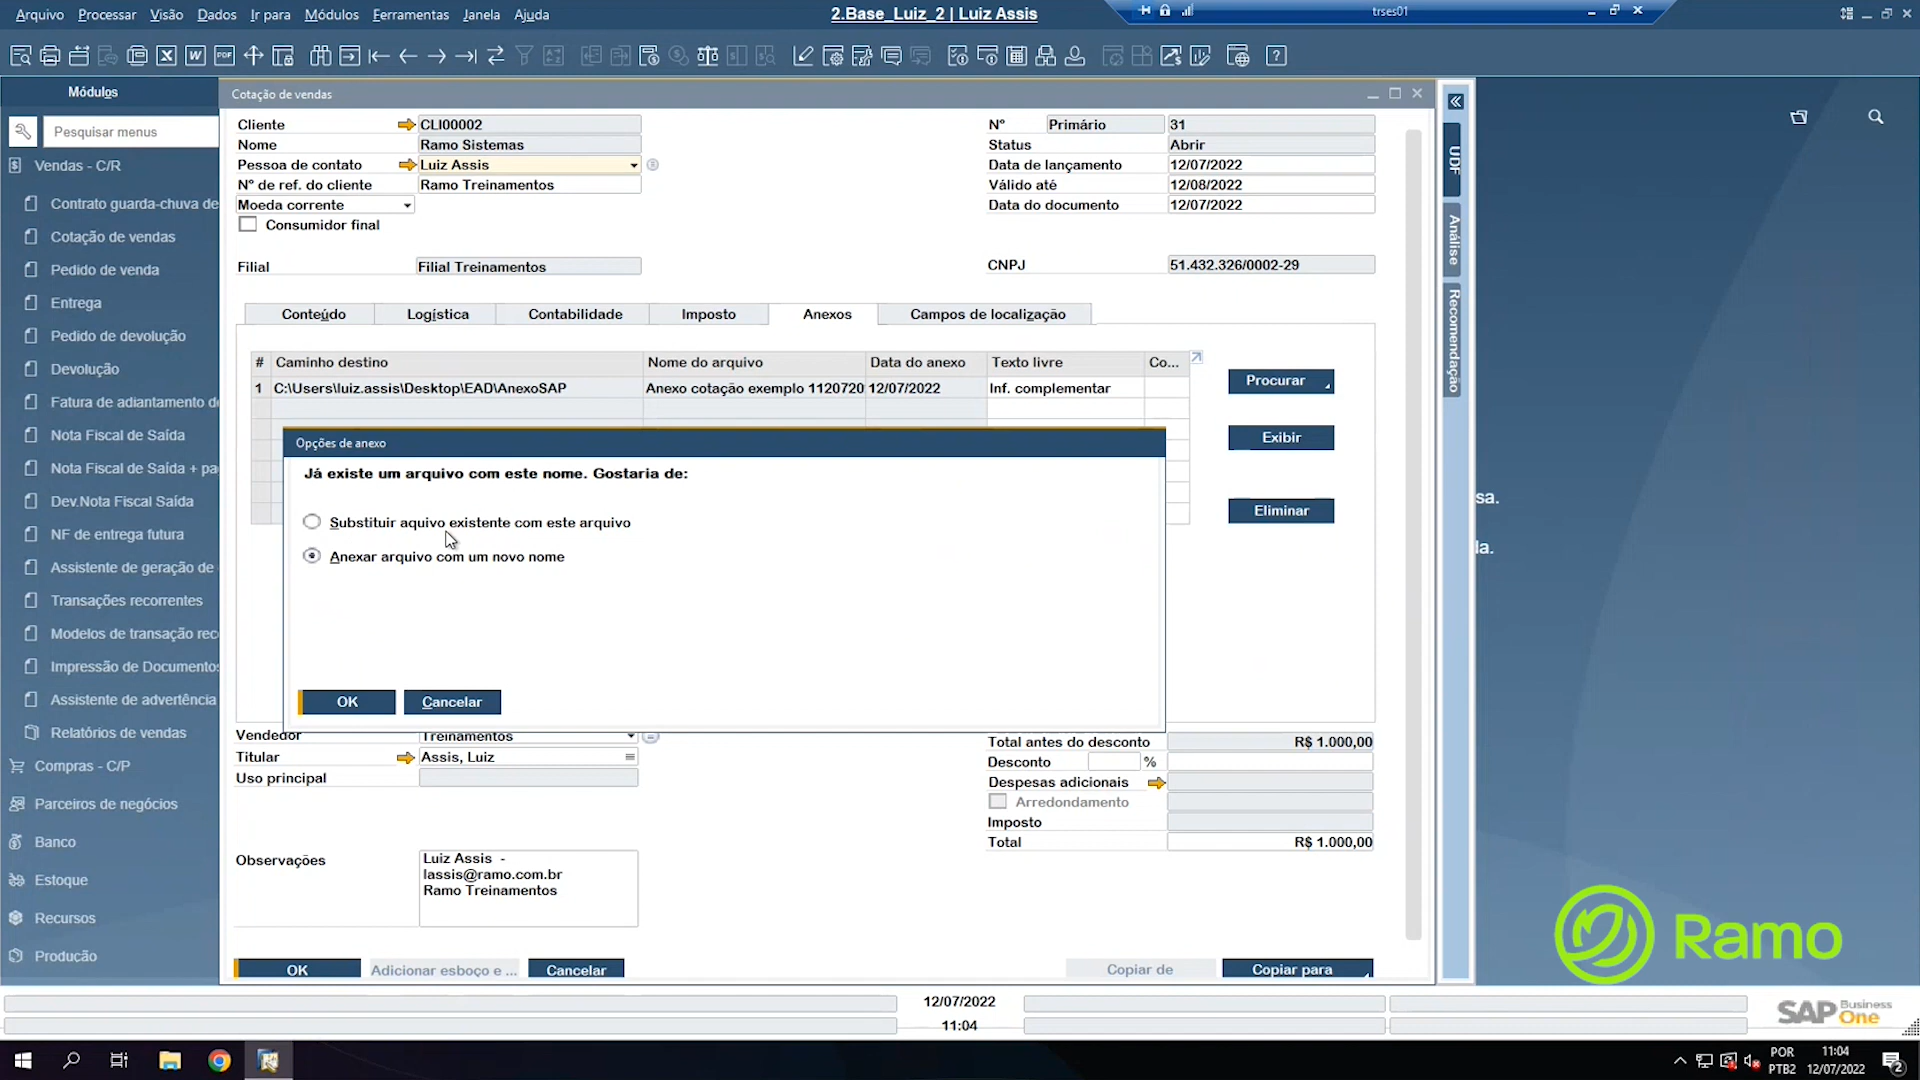 Arquivo Processar Visão Dados Ir para Módulos Ferramentas Janela Ajuda
2.Base_Luiz_2 | Luiz Assis
trses01
Módulos
Pesquisar menus
Vendas - C/R
Contrato guarda-chuva de
Cotação de vendas
Pedido de venda
Entrega
Pedido de devolução
Devolução
Fatura de adiantamento de
Nota Fiscal de Saída
Nota Fiscal de Saída + pa
Dev.Nota Fiscal Saída
NF de entrega futura
Assistente de geração de
Transações recorrentes
Modelos de transação rec
Impressão de Documentos
Assistente de advertência
Relatórios de vendas
Compras - C/P
Parceiros de negócios
Banco
Estoque
Recursos
Produção
Cotação de vendas
Cliente CLI00002
Nome Ramo Sistemas
Pessoa de contato Luiz Assis
Nº de ref. do cliente Ramo Treinamentos
Moeda corrente
Consumidor final
Filial Filial Treinamentos
Nº Primário 31
Status Abrir
Data de lançamento 12/07/2022
Válido até 12/08/2022
Data do documento 12/07/2022
CNPJ 51.432.326/0002-29
Conteúdo Logística Contabilidade Imposto Anexos Campos de localização
# Caminho destino Nome do arquivo Data do anexo Texto livre Co...
1 C:\Users\luiz.assis\Desktop\EAD\AnexoSAP Anexo cotação exemplo 1120720 12/07/2022 Inf. complementar
Procurar
Exibir
Eliminar
Opções de anexo
Já existe um arquivo com este nome. Gostaria de:
Substituir aquivo existente com este arquivo
Anexar arquivo com um novo nome
OK Cancelar
Vendedor Treinamentos
Titular Assis, Luiz
Uso principal
Observações
Luiz Assis -
lassis@ramo.com.br
Ramo Treinamentos
Total antes do desconto R$ 1.000,00
Desconto %
Despesas adicionais
Arredondamento
Imposto
Total R$ 1.000,00
OK Adicionar esboço e ... Cancelar Copiar de Copiar para
UDF
Análise
Recomendação
sa.
la.
Ramo
12/07/2022
11:04
SAP Business One
POR
PTB2
11:04
12/07/2022
2